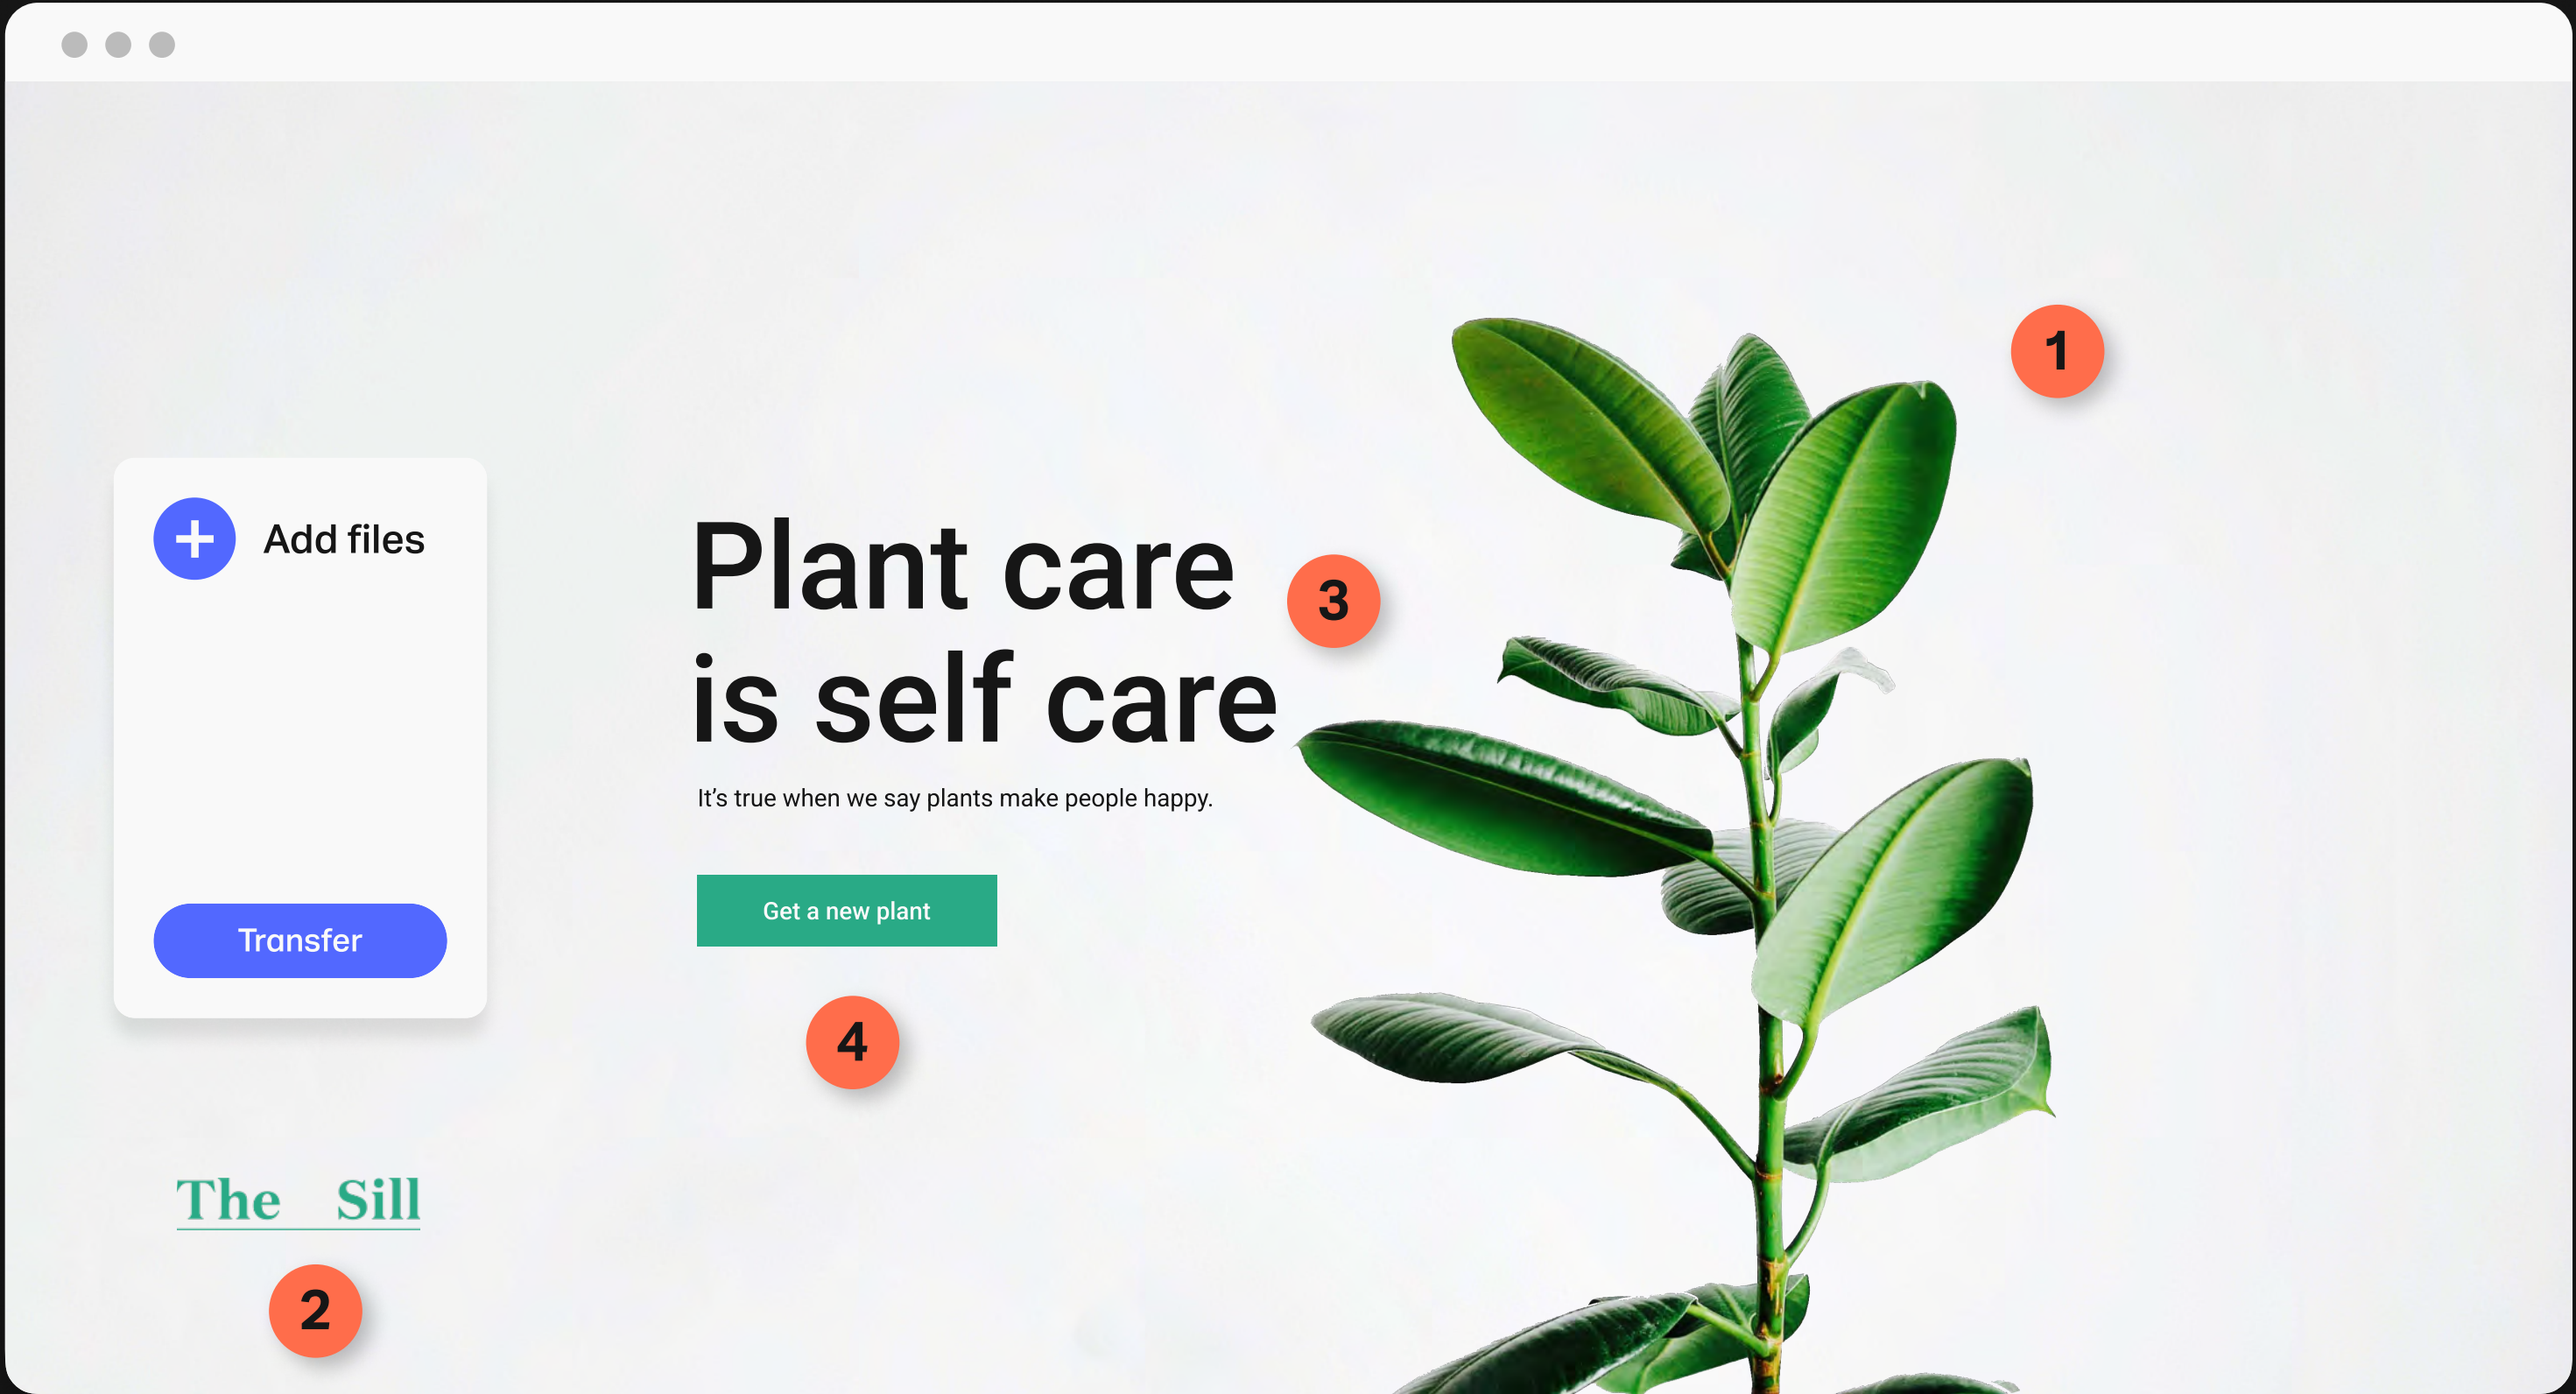 1
Add files
Plant care
is self care
3
It’s true when we say plants make people happy.
Get a new plant
Transfer
4
The Sill
2